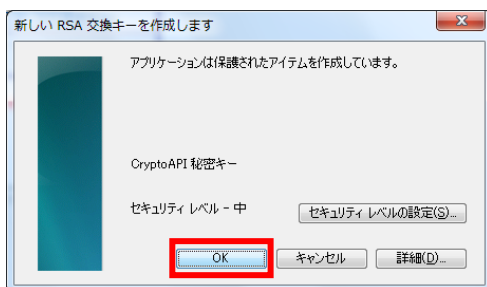 新しい RSA 交換キーを作成します
アプリケーションは保護されたアイテムを作成しています。
CryptoAPI 秘密キー
セキュリティ レベル - 中
セキュリティ レベルの設定(S)...
OK
キャンセル
詳細(D)...